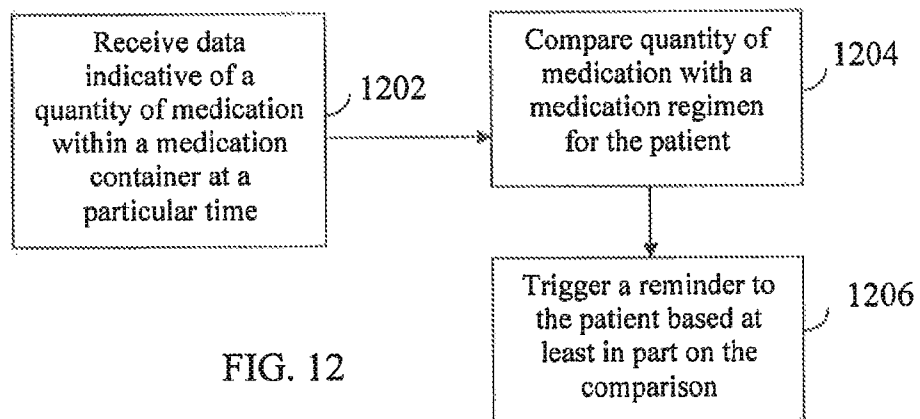 Receive data
indicative of a
quantity of medication
within a medication
container at a
particular time
1202
Compare quantity of
medication with a
medication regimen
for the patient
1204
Trigger a reminder to
the patient based at
least in part on the
comparison
1206
FIG. 12